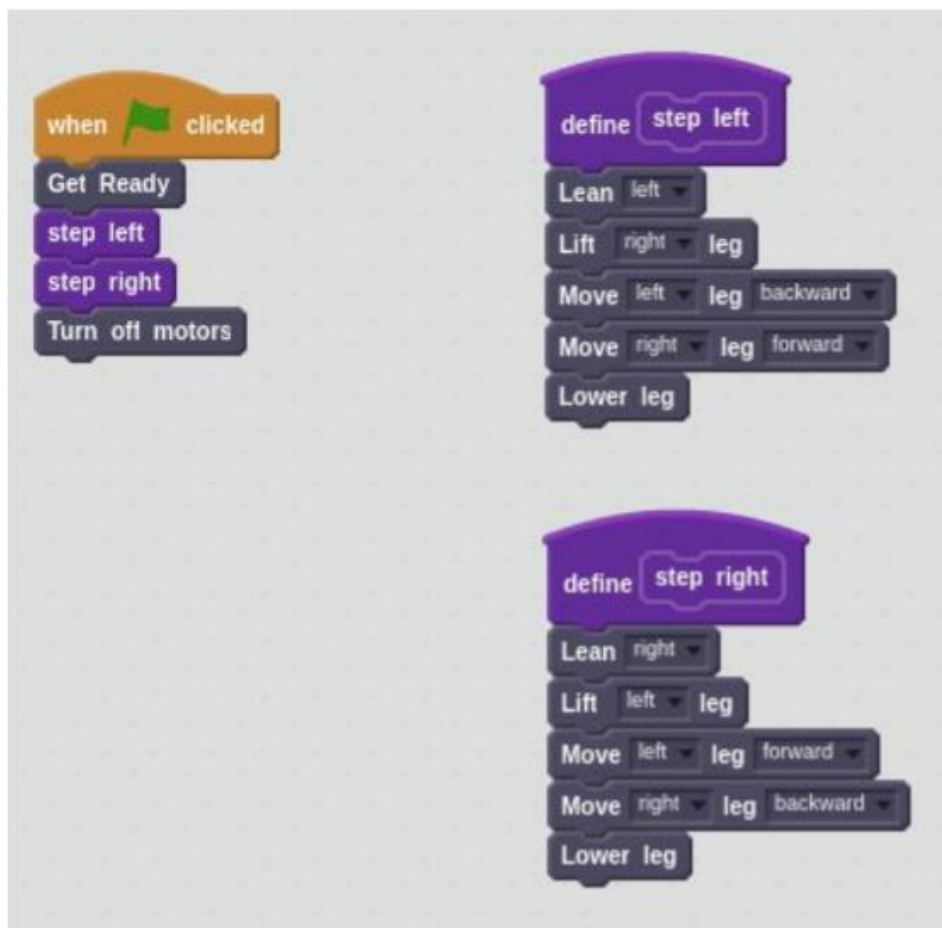 when clicked
Get Ready
step left
step right
Turn off motors
define step left
Lean left
Lift right leg
Move left leg backward
Move right leg forward
Lower leg
define step right
Lean right
Lift left leg
Move left leg forward
Move right leg backward
Lower leg